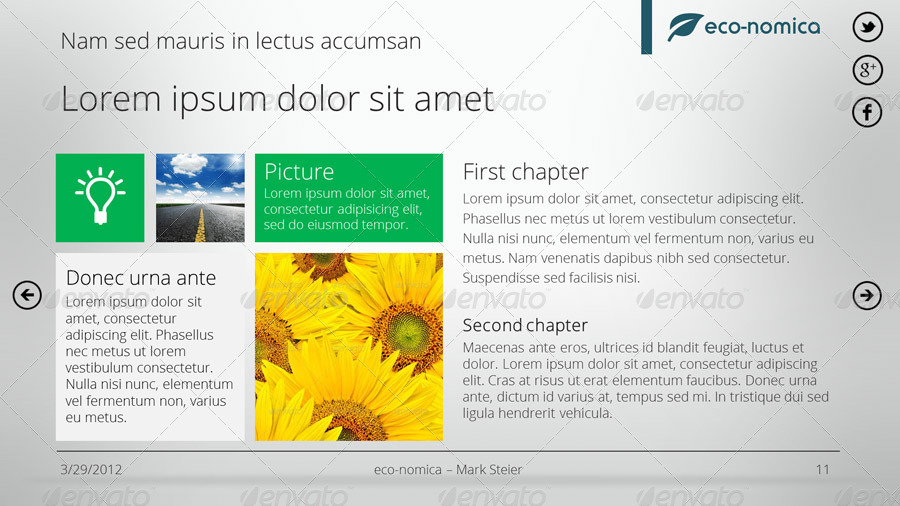 Nam sed mauris in lectus accumsan
eco-nomica
Lorem ipsum dolor sit amet
Picture
Lorem ipsum dolor sit amet,
consectetur adipisicing elit,
sed do eiusmod tempor.
Donec urna ante
Lorem ipsum dolor sit
amet, consectetur
adipiscing elit. Phasellus
nec metus ut lorem
vestibulum consectetur.
Nulla nisi nunc, elementum
vel fermentum non, varius
eu metus.
First chapter
Lorem ipsum dolor sit amet, consectetur adipiscing elit.
Phasellus nec metus ut lorem vestibulum consectetur.
Nulla nisi nunc, elementum vel fermentum non, varius eu
metus. Nam venenatis dapibus nibh sed consectetur.
Suspendisse sed facilisis nisi.
Second chapter
Maecenas ante eros, ultrices id blandit feugiat, luctus et
dolor. Lorem ipsum dolor sit amet, consectetur adipiscing
elit. Cras at risus ut erat elementum faucibus. Donec urna
ante, dictum id varius at, tempus sed mi. In tristique dui sed
ligula hendrerit vehicula.
3/29/2012
eco-nomica – Mark Steier
11
g+
f
envato